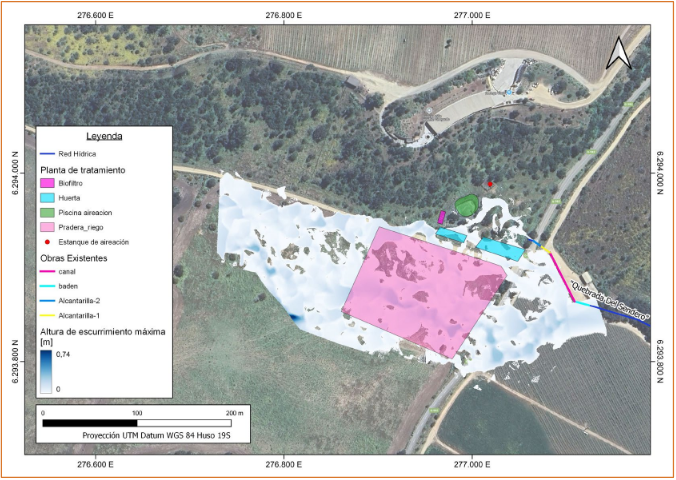 276.600 E 276.800 E 277.000 E
6.294.000 N
6.293.800 N
Leyenda
Red Hídrica
Planta de tratamiento
Biofiltro
Huerta
Piscina aireacion
Pradera_riego
Estanque de aireación
Obras Existentes
canal
baden
Alcantarilla-2
Alcantarilla-1
Altura de escurrimiento máxima
[m]
0,74
0
0 100 200 m
Proyección UTM Datum WGS 84 Huso 19S
"Quebrada Del Sendero"
6.294.000 N
6.293.800 N
276.600 E 276.800 E 277.000 E